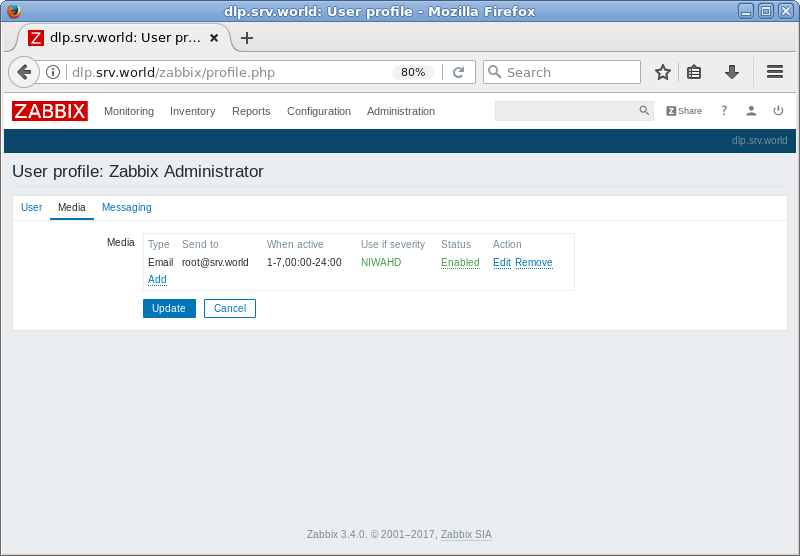 dlp.srv.world: User profile - Mozilla Firefox
Z dlp.srv.world: User pr...
dlp.srv.world/zabbix/profile.php 80% Search
ZABBIX Monitoring Inventory Reports Configuration Administration Z Share ?
dlp.srv.world
User profile: Zabbix Administrator
User Media Messaging
Media Type Send to When active Use if severity Status Action
Email root@srv.world 1-7,00:00-24:00 NIWAHD Enabled Edit Remove
Add
Update Cancel
Zabbix 3.4.0. © 2001–2017, Zabbix SIA